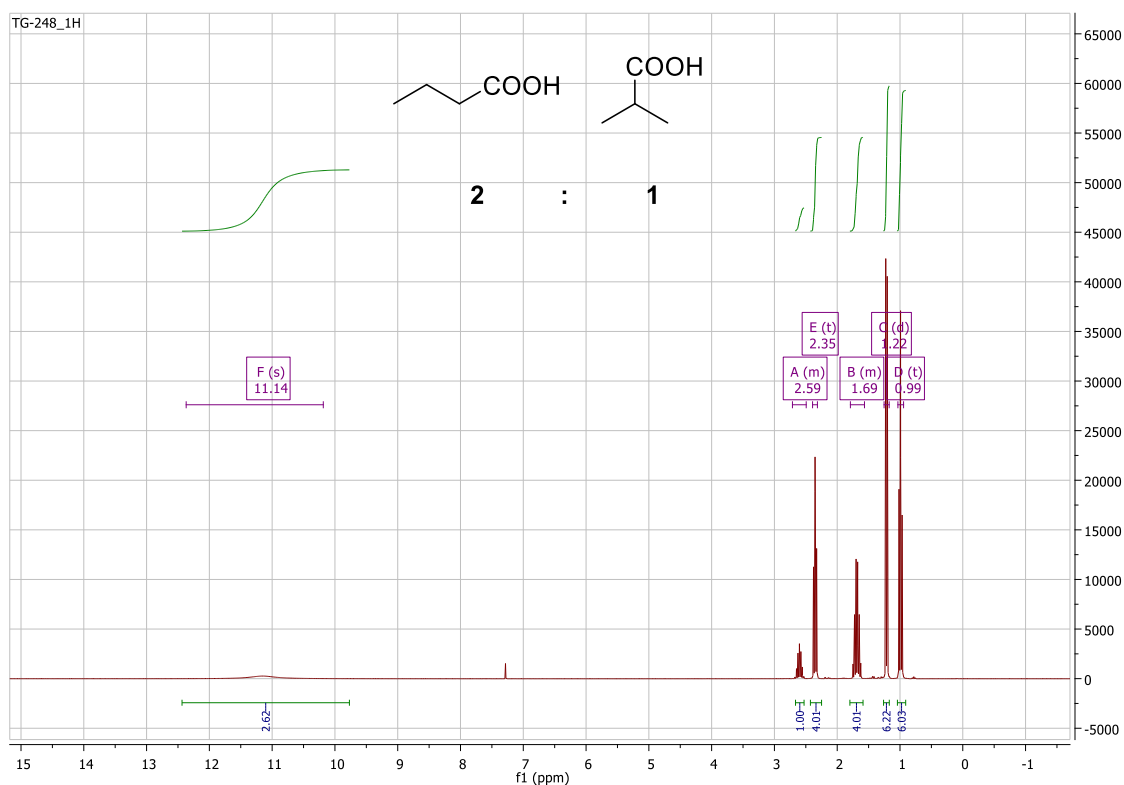 TG-248_1H
COOH
COOH
2 : 1
E (t)
2.35
C (d)
1.22
F (s)
11.14
A (m)
2.59
B (m)
1.69
D (t)
0.99
65000
60000
55000
50000
45000
40000
35000
30000
25000
20000
15000
10000
5000
0
-5000
2.62
1.00
4.01
4.01
6.22
6.03
15 14 13 12 11 10 9 8 7 6 5 4 3 2 1 0 -1
f1 (ppm)